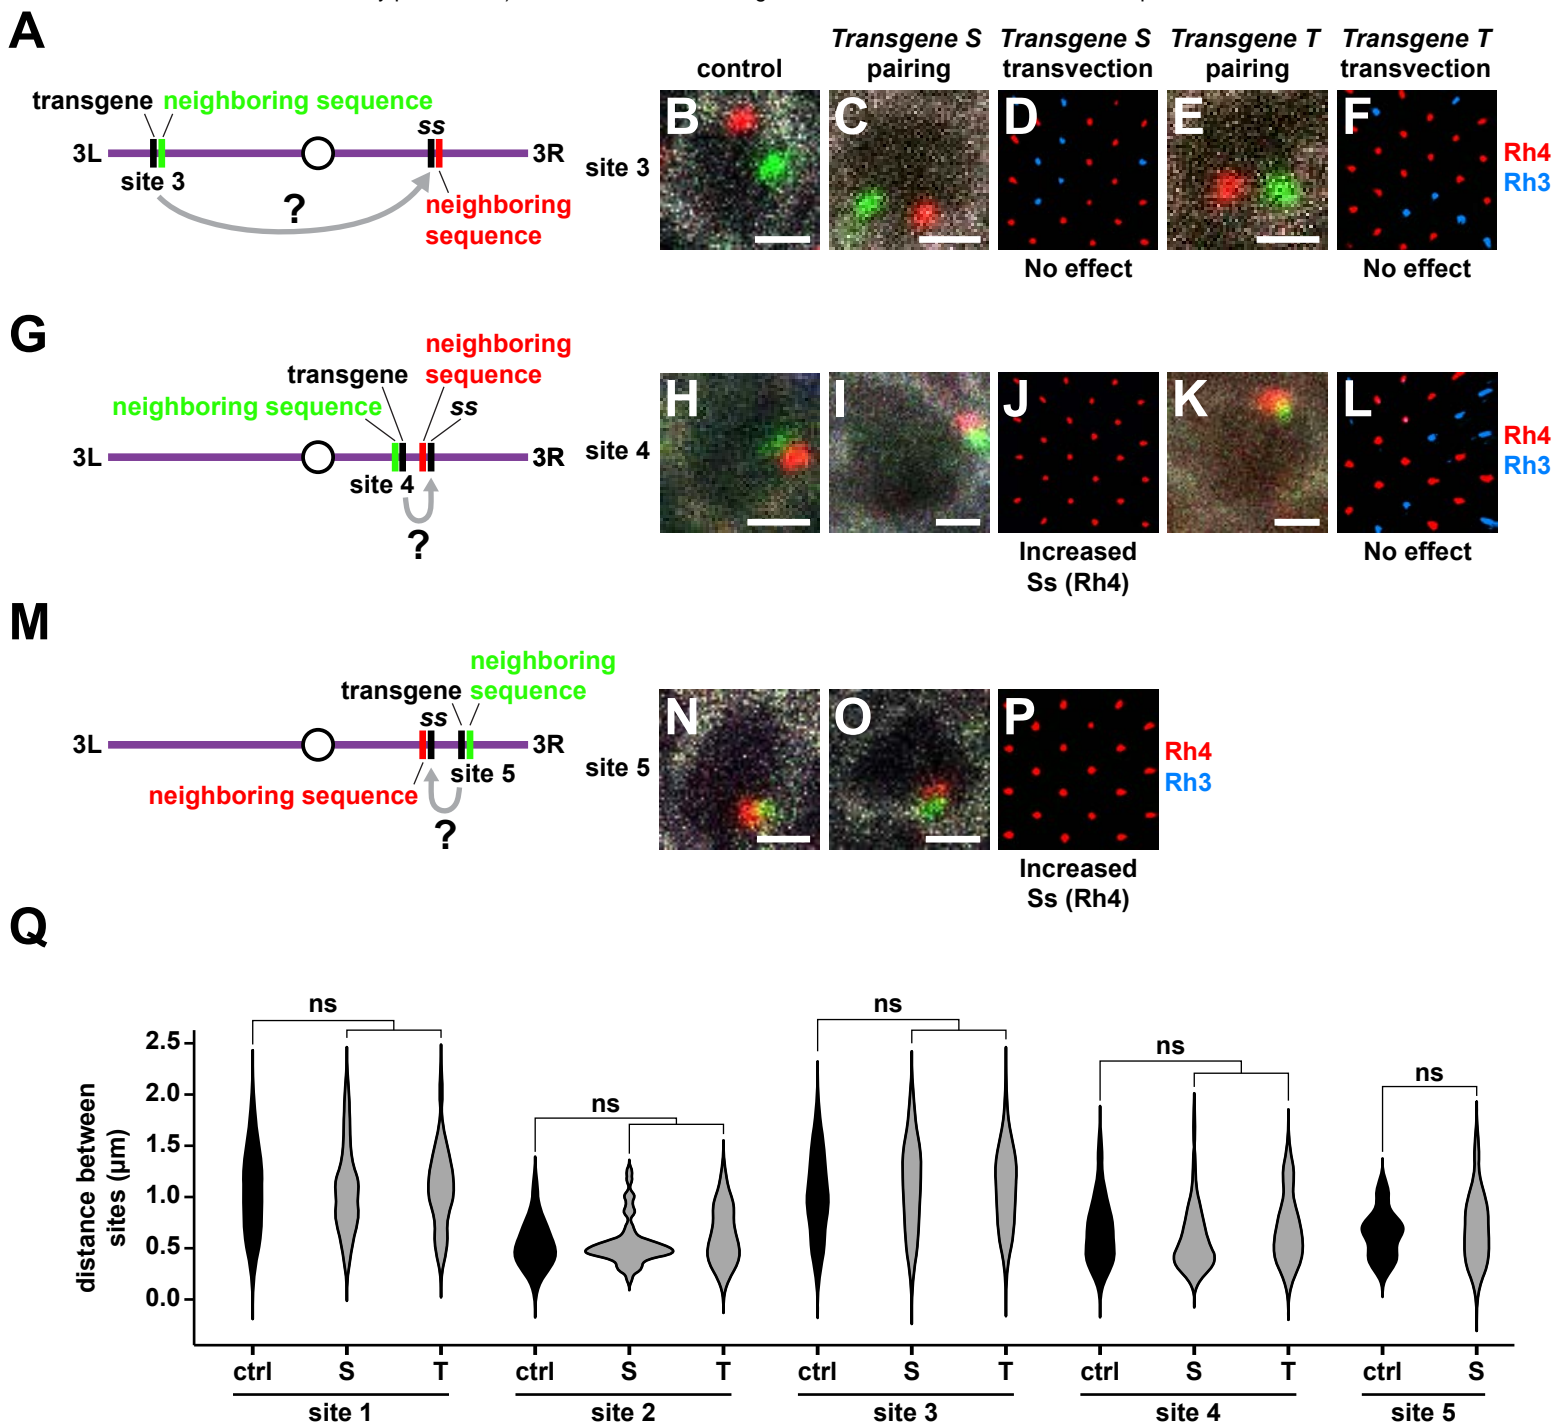 A
Transgene S Transgene S Transgene T Transgene T
control pairing transvection pairing transvection
transgene neighboring sequence
ss
3L 3R
site 3
?
neighboring
sequence
site 3
B C D E F
Rh4
Rh3
No effect No effect
G
neighboring
sequence
transgene
neighboring sequence ss
3L 3R
site 4
?
site 4
H I J K L
Rh4
Rh3
Increased
Ss (Rh4)
No effect
M
neighboring
sequence
transgene
ss
3L 3R
site 5
neighboring sequence
?
site 5
N O P
Rh4
Rh3
Increased
Ss (Rh4)
Q
distance between
sites (µm)
2.5
2.0
1.5
1.0
0.5
0.0
ns ns ns ns ns
ctrl S T ctrl S T ctrl S T ctrl S T ctrl S
site 1 site 2 site 3 site 4 site 5